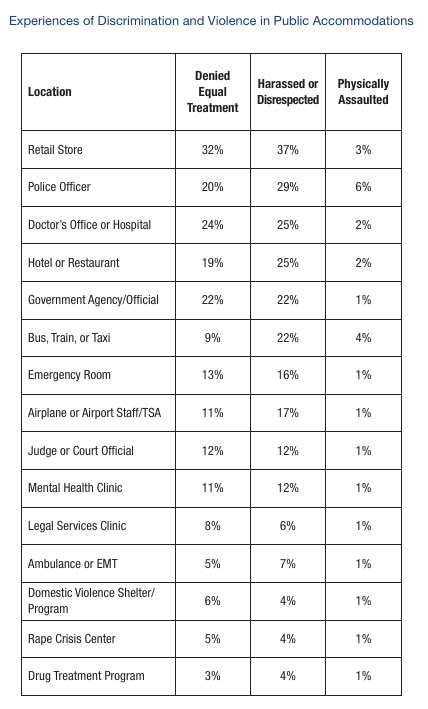 Experiences of Discrimination and Violence in Public Accommodations
Location
Denied
Equal
Treatment
Harassed or
Disrespected
Physically
Assaulted
Retail Store 32% 37% 3%
Police Officer 20% 29% 6%
Doctor's Office or Hospital 24% 25% 2%
Hotel or Restaurant 19% 25% 2%
Government Agency/Official 22% 22% 1%
Bus, Train, or Taxi 9% 22% 4%
Emergency Room 13% 16% 1%
Airplane or Airport Staff/TSA 11% 17% 1%
Judge or Court Official 12% 12% 1%
Mental Health Clinic 11% 12% 1%
Legal Services Clinic 8% 6% 1%
Ambulance or EMT 5% 7% 1%
Domestic Violence Shelter/
Program 6% 4% 1%
Rape Crisis Center 5% 4% 1%
Drug Treatment Program 3% 4% 1%